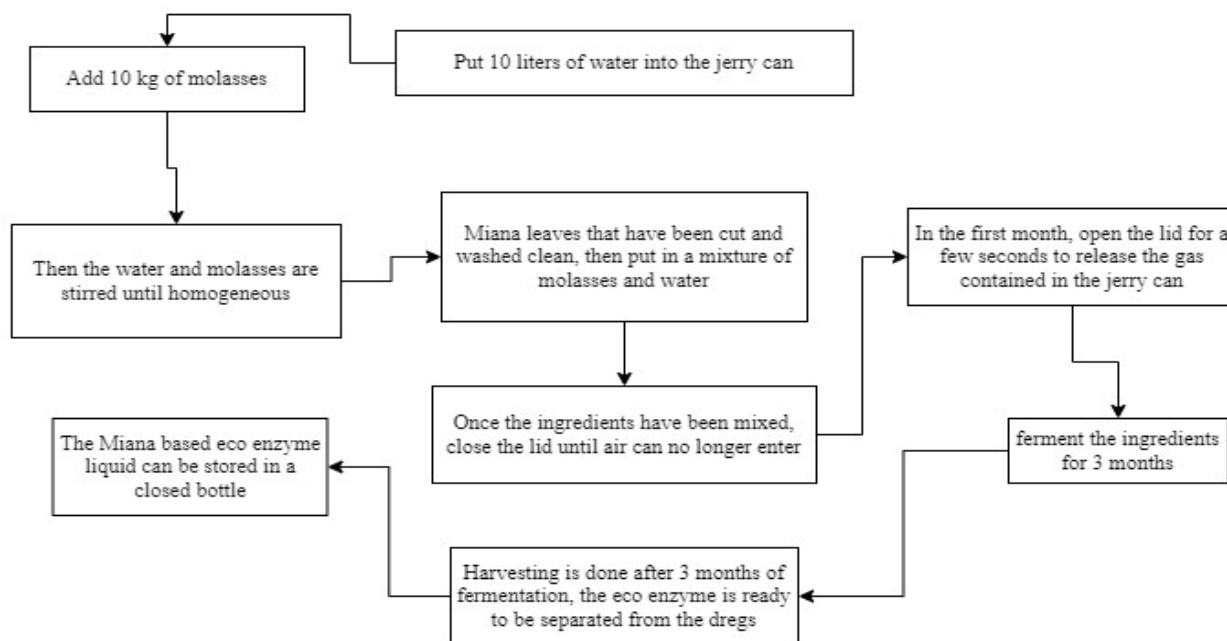 Put 10 liters of water into the jerry can
Add 10 kg of molasses
Then the water and molasses are
stirred until homogeneous
Miana leaves that have been cut and
washed clean, then put in a mixture of
molasses and water
Once the ingredients have been mixed,
close the lid until air can no longer enter
In the first month, open the lid for a
few seconds to release the gas
contained in the jerry can
ferment the ingredients
for 3 months
Harvesting is done after 3 months of
fermentation, the eco enzyme is ready
to be separated from the dregs
The Miana based eco enzyme
liquid can be stored in a
closed bottle